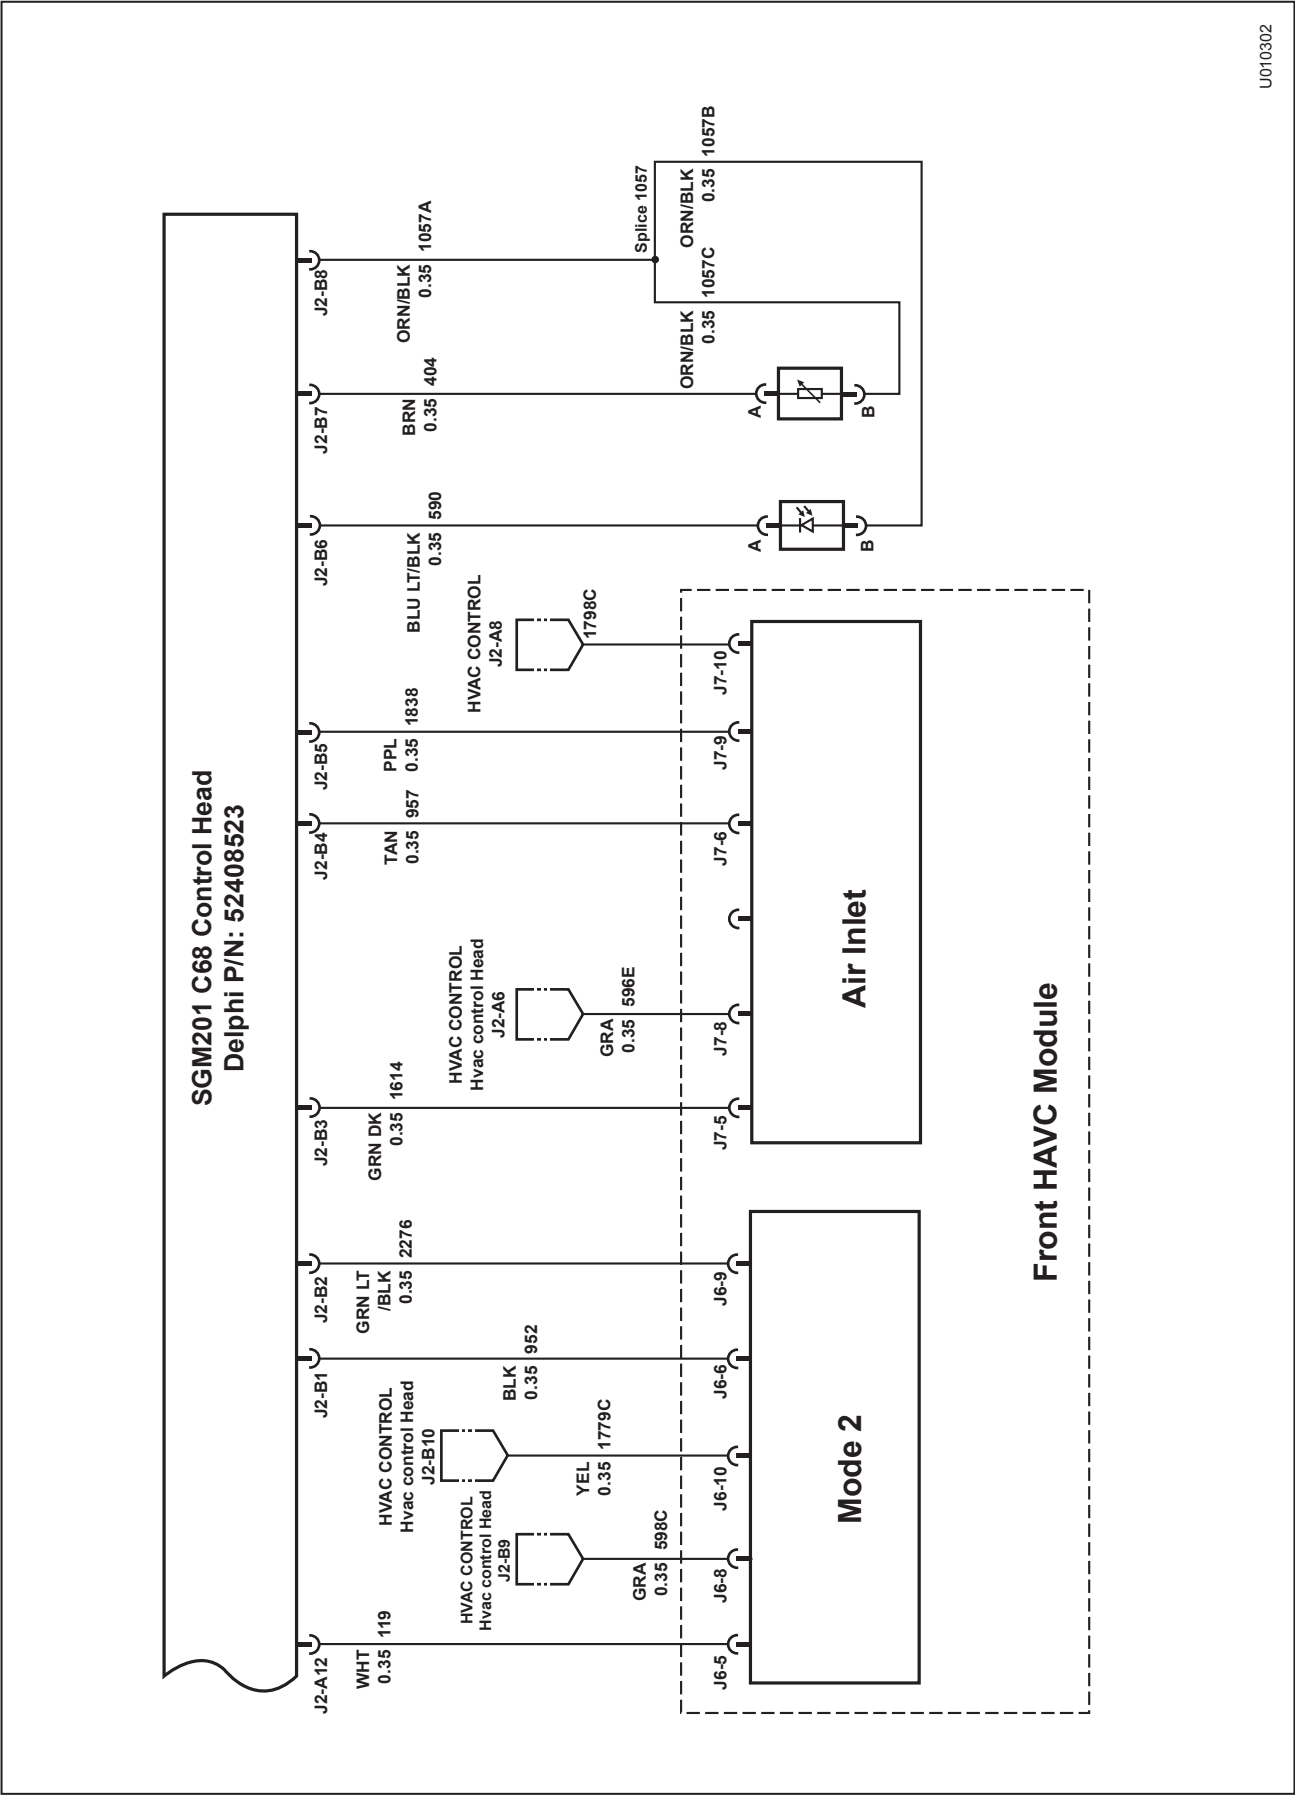 SGM201 C68 Control Head
Delphi P/N: 52408523
J2-A12
J2-B1
J2-B2
J2-B3
J2-B4
J2-B5
J2-B6
J2-B7
J2-B8
WHT
0.35 119
HVAC CONTROL
Hvac control Head
J2-B9
GRA
0.35 598C
HVAC CONTROL
Hvac control Head
J2-B10
YEL
0.35 1779C
BLK
0.35 952
GRN LT
/BLK
0.35 2276
GRN DK
0.35 1614
HVAC CONTROL
Hvac control Head
J2-A6
GRA
0.35 596E
TAN
0.35 957
PPL
0.35 1838
HVAC CONTROL
J2-A8
1798C
BLU LT/BLK
0.35 590
BRN
0.35 404
ORN/BLK
0.35 1057A
Splice 1057
ORN/BLK
0.35 1057C
ORN/BLK
0.35 1057B
J6-5
J6-8
J6-10
J6-6
J6-9
J7-5
J7-8
J7-6
J7-9
J7-10
A
B
A
B
Mode 2
Air Inlet
Front HAVC Module
U010302